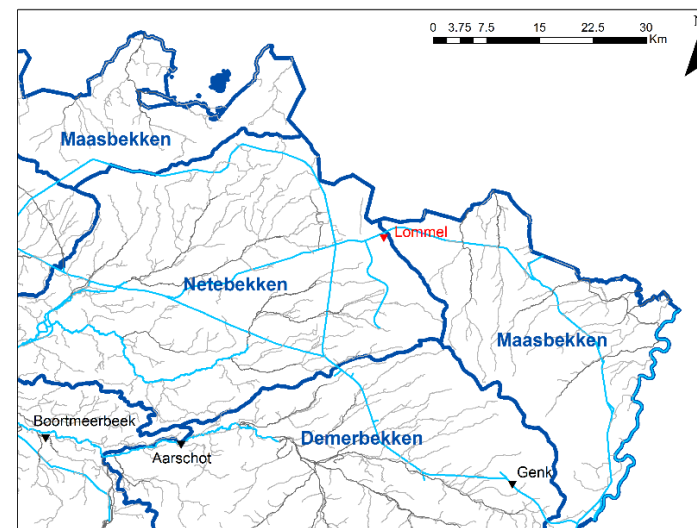 0 3.75 7.5 15 22.5 30
Km
N
Maasbekken
Lommel
Netebekken
Maasbekken
Boortmeerbeek
Demerbekken
Aarschot
Genk